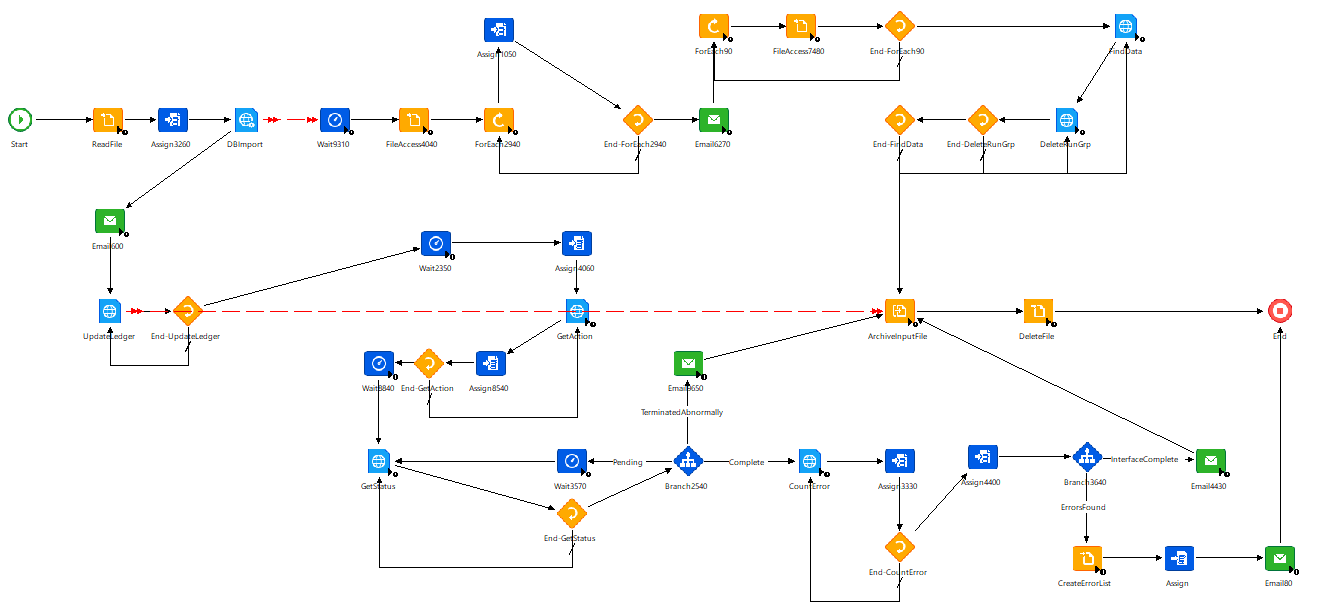 Assign1050
ForEach90
FileAccess7480
End-ForEach90
FindData
Start
ReadFile
Assign3260
DBImport
Wait9310
FileAccess4040
ForEach2940
End-ForEach2940
Email6270
End-FindData
End-DeleteRunGrp
DeleteRunGrp
Email600
Wait2350
Assign4060
UpdateLedger
End-UpdateLedger
GetAction
ArchiveInputFile
DeleteFile
End
Wait8840
End-GetAction
Assign8540
Email9650
TerminatedAbnormally
GetStatus
Pending
Wait3570
Branch2540
Complete
CountError
Assign3330
Assign4400
Branch3640
InterfaceComplete
Email4430
ErrorsFound
End-GetStatus
End-CountError
CreateErrorList
Assign
Email80